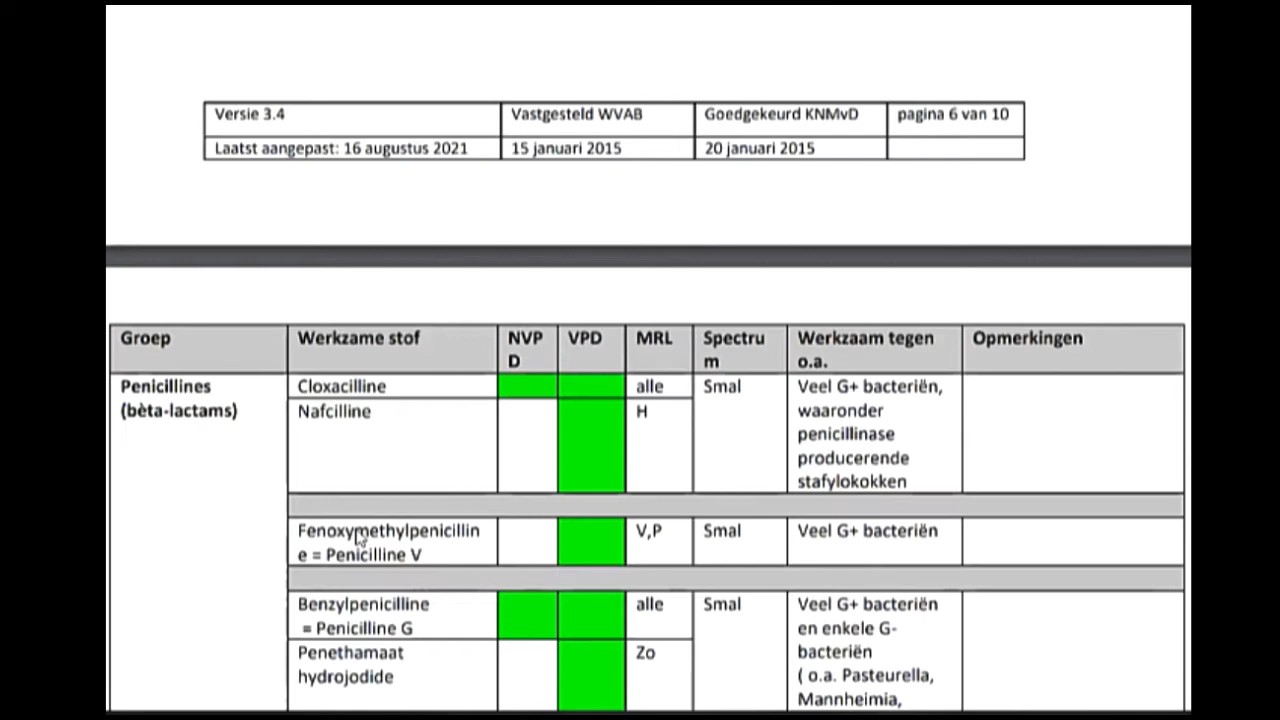 Versie 3.4 Vastgesteld WVAB Goedgekeurd KNMvD pagina 6 van 10
Laatst aangepast: 16 augustus 2021 15 januari 2015 20 januari 2015
Groep Werkzame stof NVP VPD MRL Spectru Werkzaam tegen Opmerkingen
D m o.a.
Penicillines Cloxacilline alle Smal Veel G+ bacteriën,
(bèta-lactams) Nafcilline H waaronder
penicillinase
producerende
stafylokokken
Fenoxymethylpenicillin V,P Smal Veel G+ bacteriën
e = Penicilline V
Benzylpenicilline alle Smal Veel G+ bacteriën
= Penicilline G en enkele G-
Penethamaat Zo bacteriën
hydrojodide ( o.a. Pasteurella,
Mannheimia,